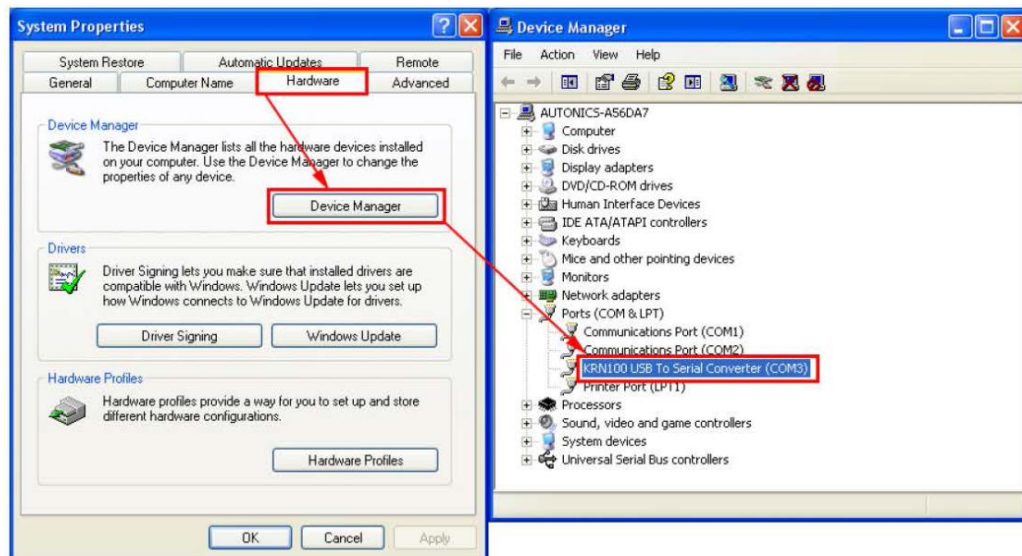 System Properties
System Restore Automatic Updates Remote
General Computer Name Hardware Advanced
Device Manager
The Device Manager lists all the hardware devices installed
on your computer. Use the Device Manager to change the
properties of any device.
Device Manager
Drivers
Driver Signing lets you make sure that installed drivers are
compatible with Windows. Windows Update lets you set up
how Windows connects to Windows Update for drivers.
Driver Signing Windows Update
Hardware Profiles
Hardware profiles provide a way for you to set up and store
different hardware configurations.
Hardware Profiles
OK Cancel Apply
Device Manager
File Action View Help
AUTONICS-A56DA7
Computer
Disk drives
Display adapters
DVD/CD-ROM drives
Human Interface Devices
IDE ATA/ATAPI controllers
Keyboards
Mice and other pointing devices
Monitors
Network adapters
Ports (COM & LPT)
Communications Port (COM1)
Communications Port (COM2)
KRN100 USB To Serial Converter (COM3)
Printer Port (LPT1)
Processors
Sound, video and game controllers
System devices
Universal Serial Bus controllers